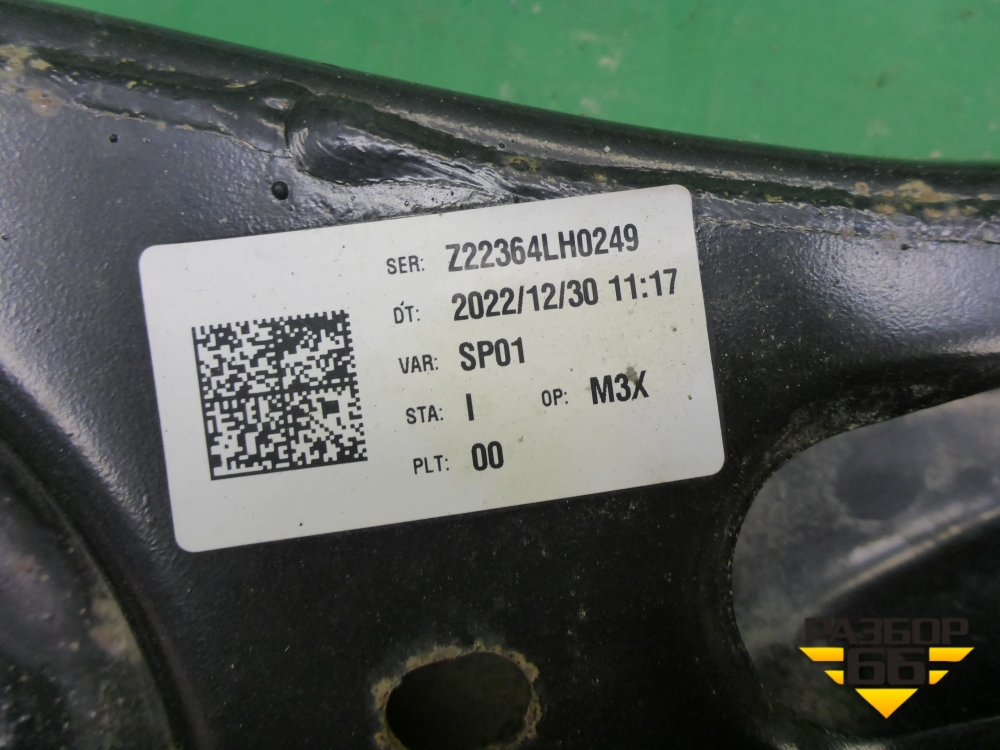 SER: Z22364LH0249
DT: 2022/12/30 11:17
VAR: SP01
STA: I OP: M3X
PLT: 00
РАЗБОР
66